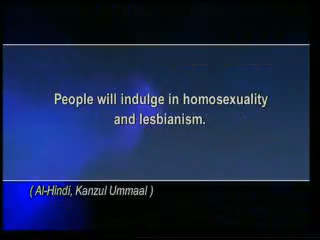 People will indulge in homosexuality
and lesbianism.
( Al-Hindi, Kanzul Ummaal )